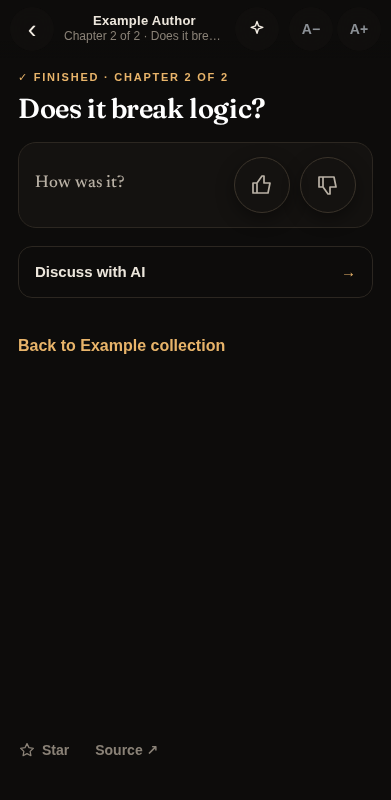 Example Author
Chapter 2 of 2 · Does it bre…
A−
A+
✓ FINISHED · CHAPTER 2 OF 2
Does it break logic?
How was it?
Discuss with AI →
Back to Example collection
Star
Source ↗